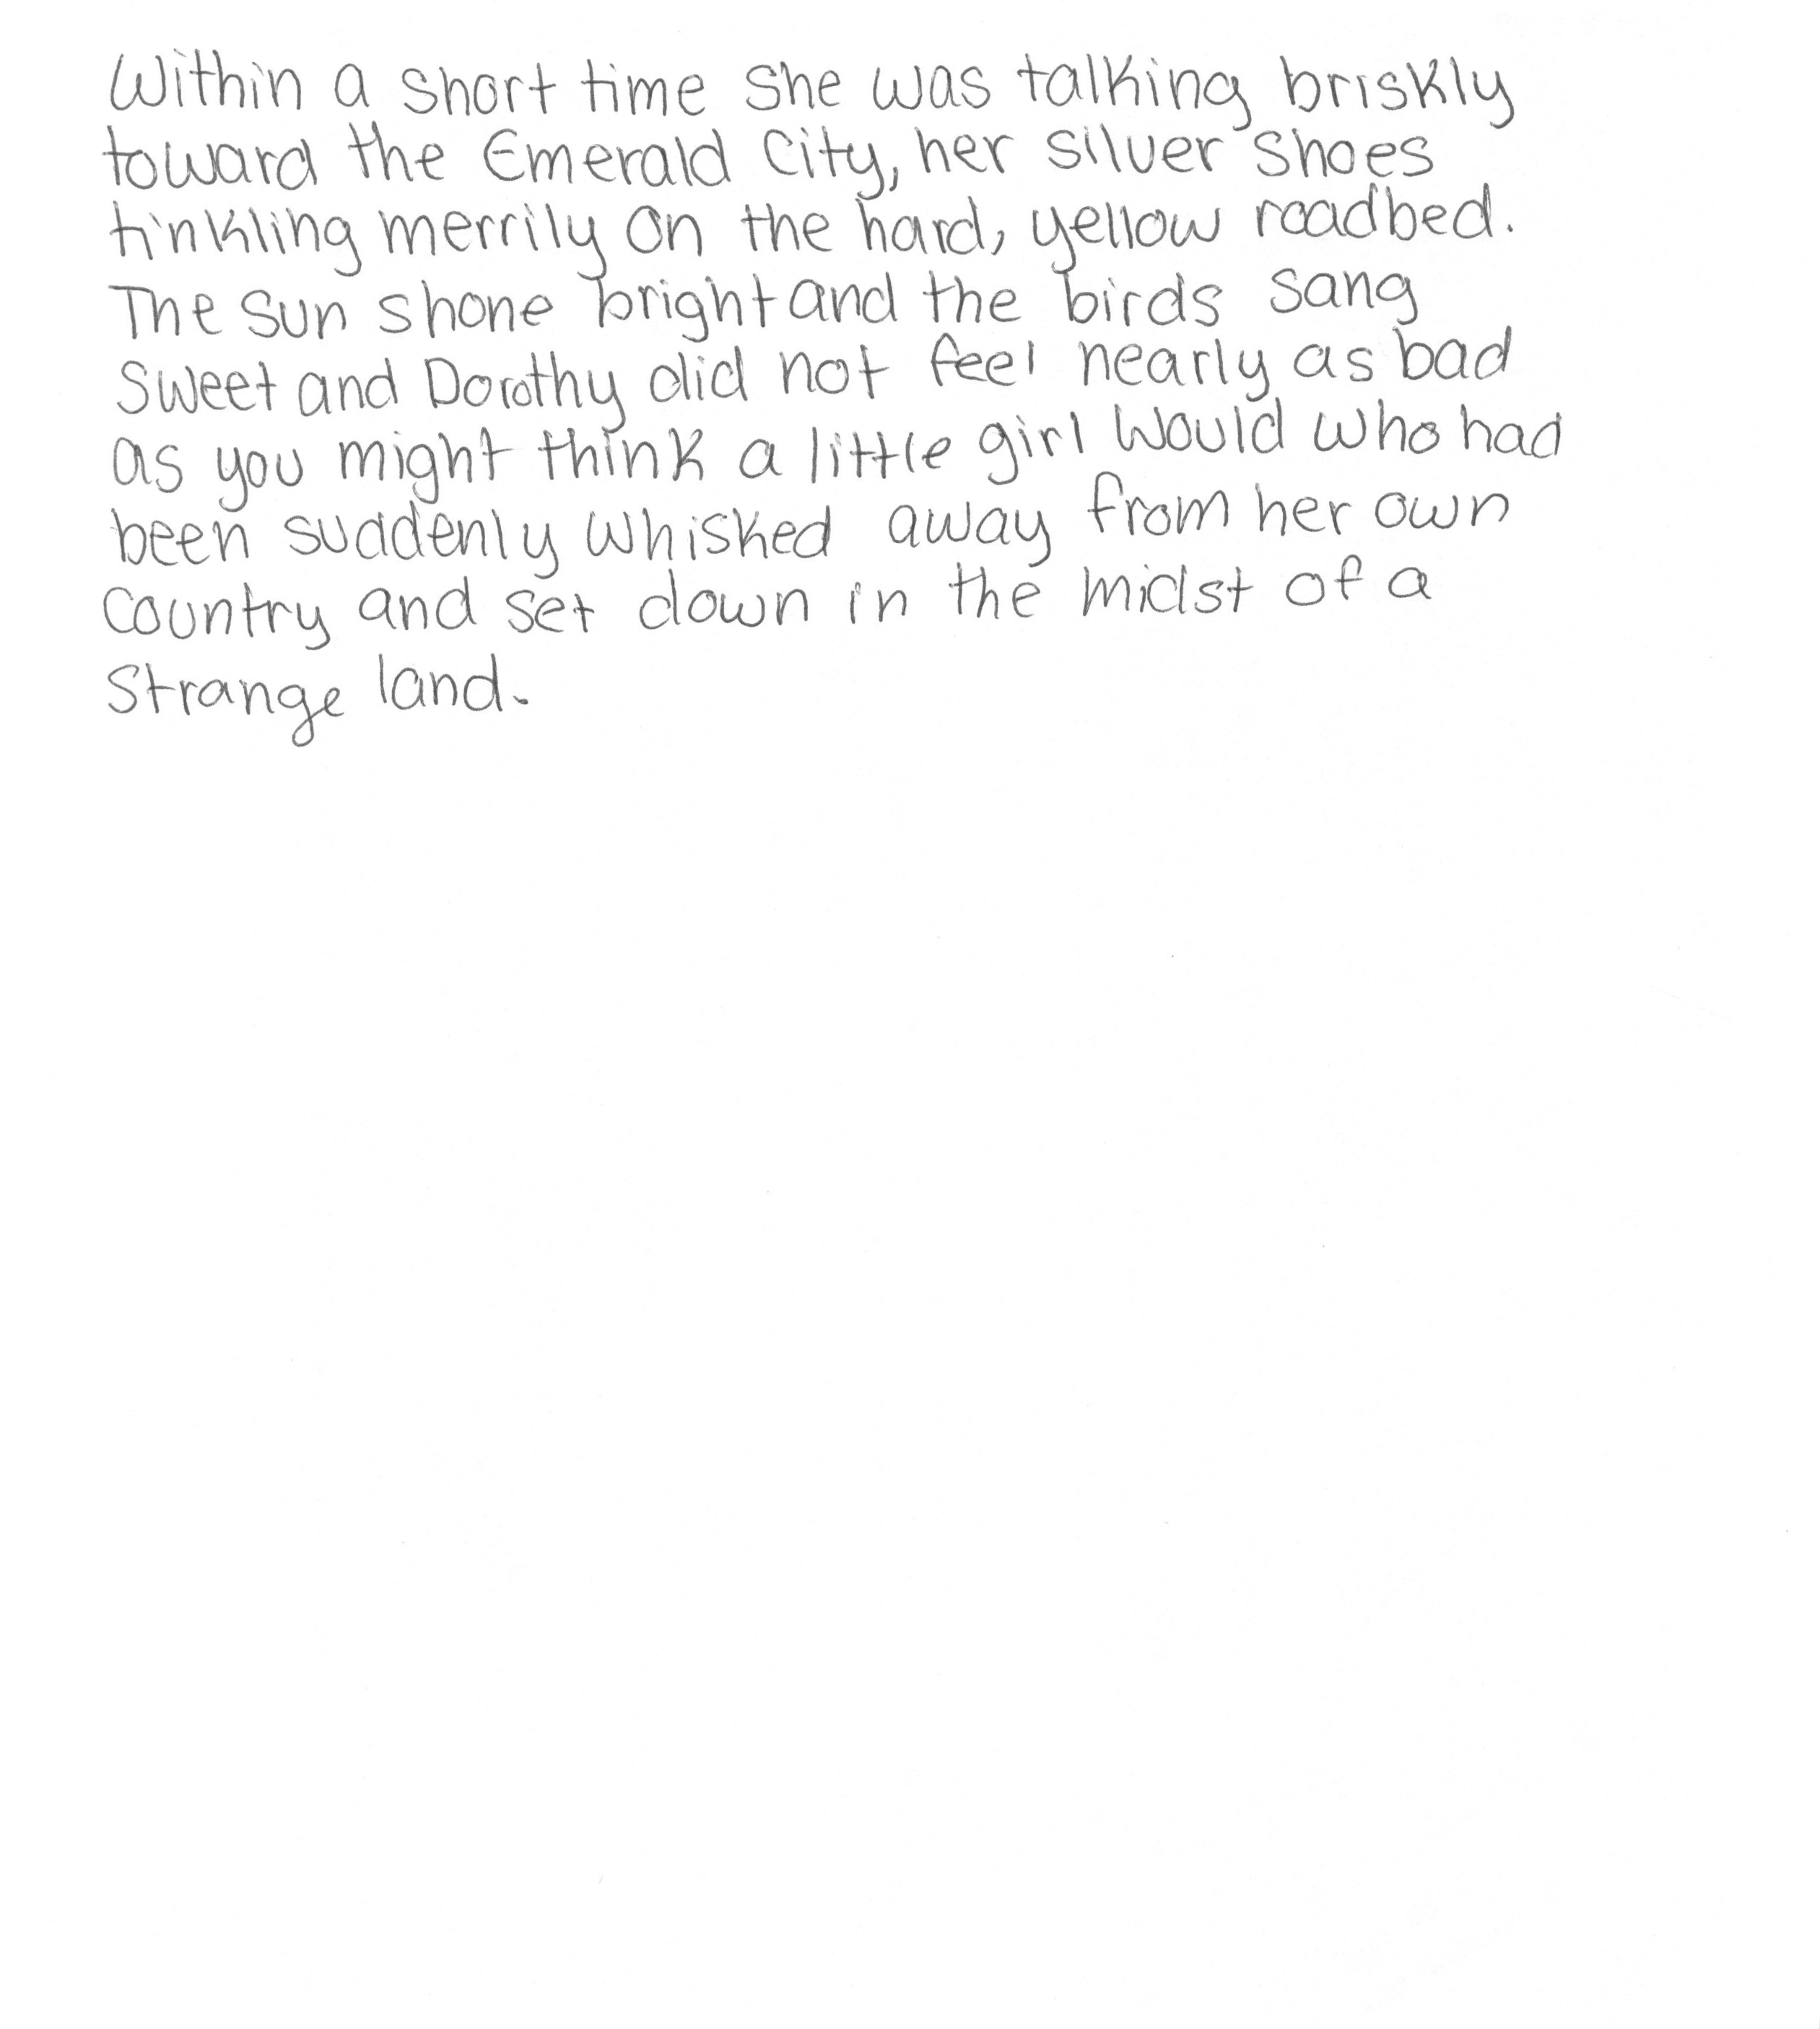 Within a short time she was talking briskly
toward the Emerald City, her silver shoes
tinkling merrily on the hard, yellow roadbed.
The sun shone bright and the birds sang
sweet and Dorothy did not feel nearly as bad
as you might think a little girl would who had
been suddenly whisked away from her own
country and set down in the midst of a
strange land.